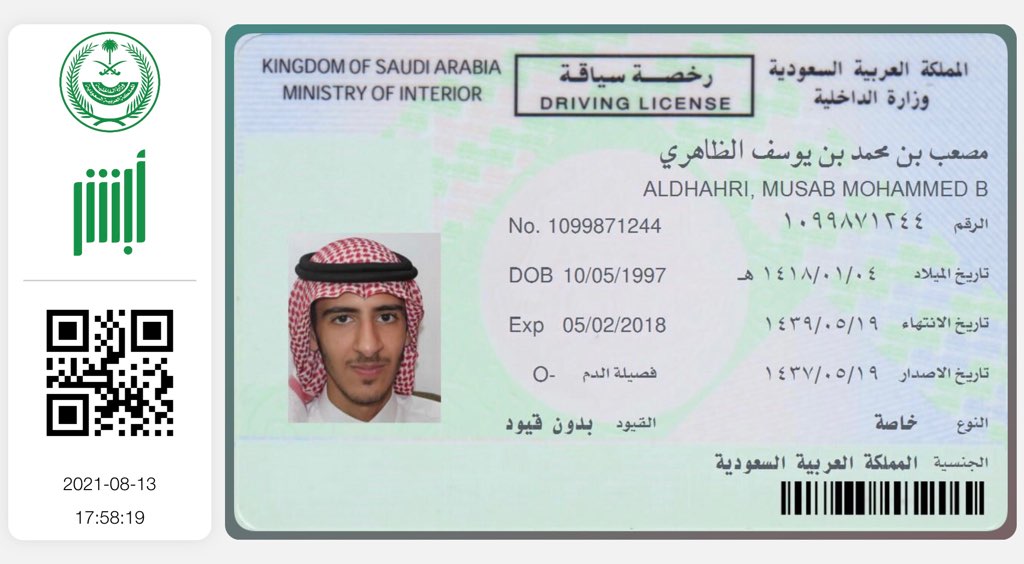 أبشر
2021-08-13
17:58:19
KINGDOM OF SAUDI ARABIA
MINISTRY OF INTERIOR
رخصة سياقة
DRIVING LICENSE
المملكة العربية السعودية
وزارة الداخلية
مصعب بن محمد بن يوسف الظاهري
ALDHAHRI, MUSAB MOHAMMED B
No. 1099871244 الرقم ١٠٩٩٨٧١٢٤٤
DOB 10/05/1997 تاريخ الميلاد ١٤١٨/٠١/٠٤ هـ
Exp 05/02/2018 تاريخ الانتهاء ١٤٣٩/٠٥/١٩
تاريخ الاصدار ١٤٣٧/٠٥/١٩ فصيلة الدم O-
النوع خاصة القيود بدون قيود
الجنسية المملكة العربية السعودية